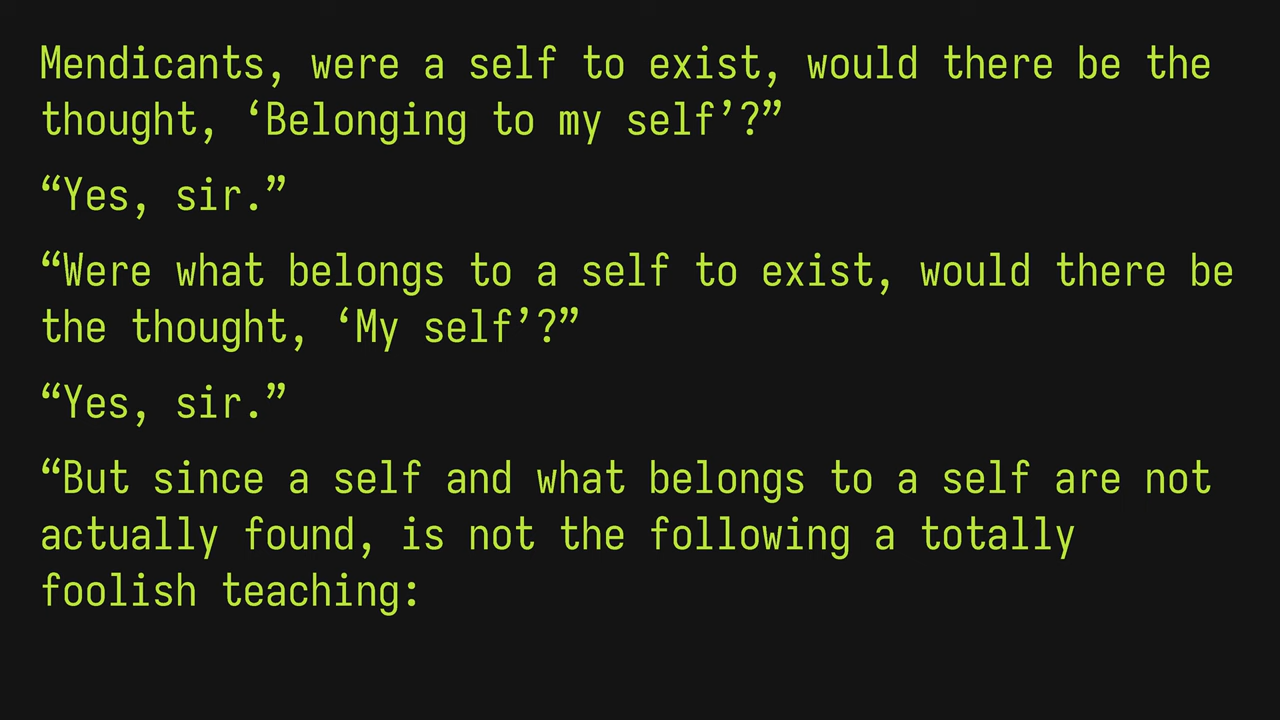 Mendicants, were a self to exist, would there be the
thought, ‘Belonging to my self’?”
“Yes, sir.”
“Were what belongs to a self to exist, would there be
the thought, ‘My self’?”
“Yes, sir.”
“But since a self and what belongs to a self are not
actually found, is not the following a totally
foolish teaching: